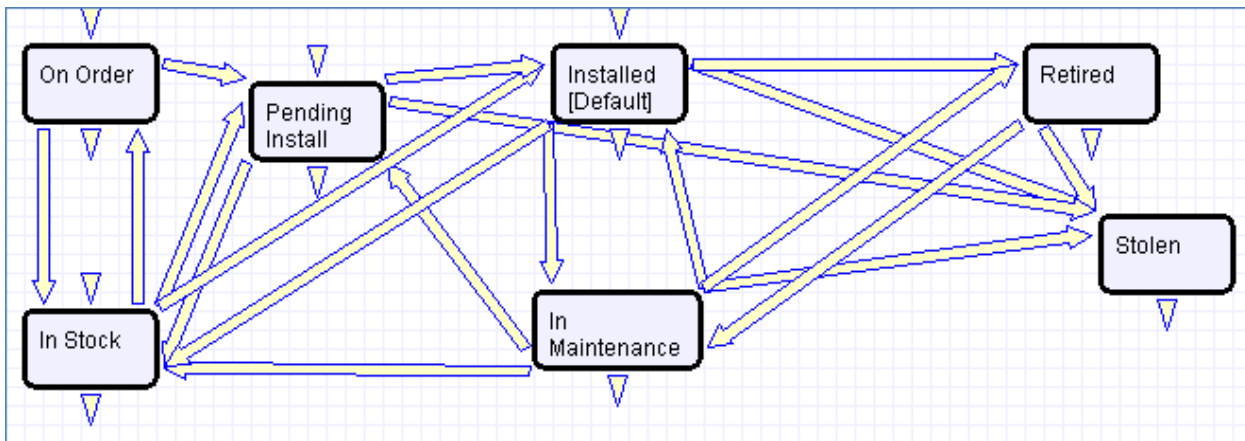 On Order
Pending
Install
Installed
[Default]
Retired
Stolen
In Stock
In
Maintenance